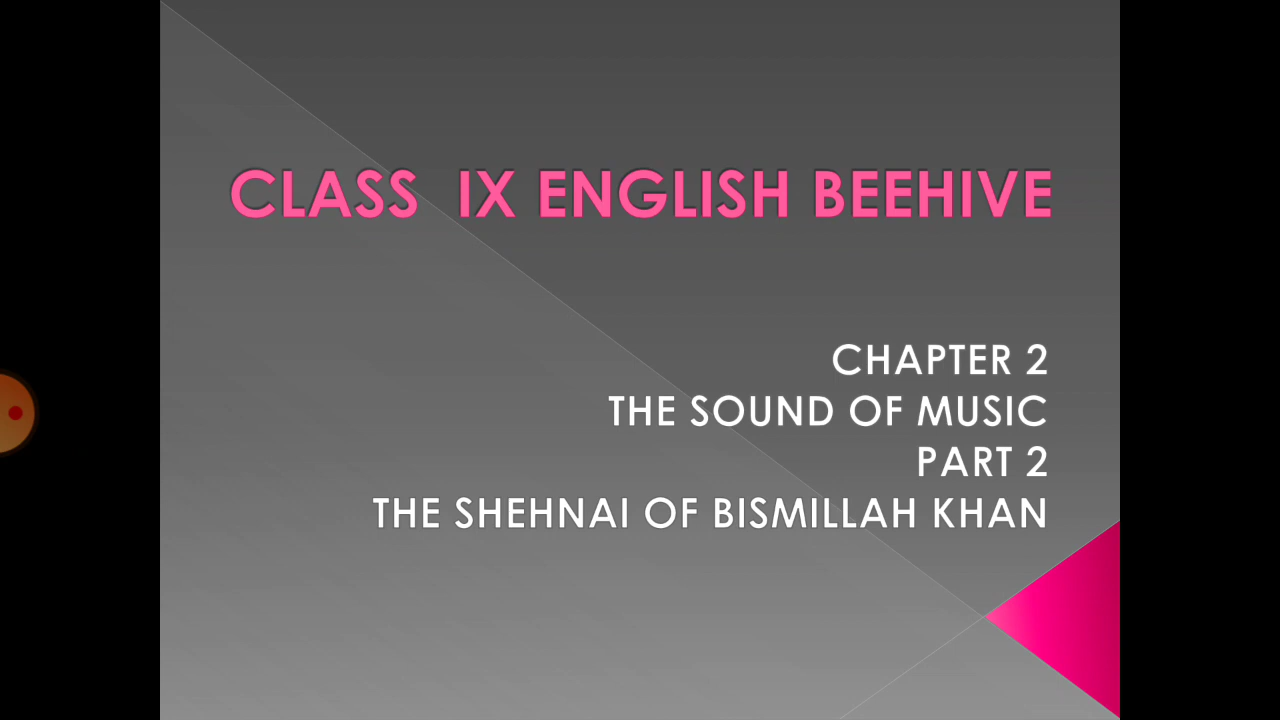 CLASS IX ENGLISH BEEHIVE
CHAPTER 2
THE SOUND OF MUSIC
PART 2
THE SHEHNAI OF BISMILLAH KHAN